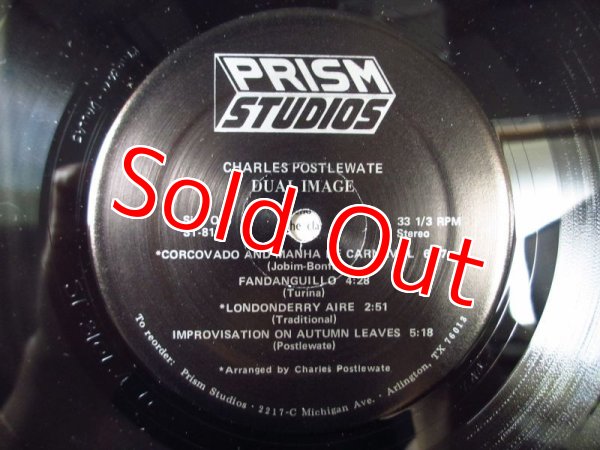 PRISM
STUDIOS
CHARLES POSTLEWATE
DUAL IMAGE
33 1/3 RPM
Stereo
*CORCOVADO AND MANHA
(Jobim-Bonfa)
FANDANGUILLO 4:28
(Turina)
*LONDONDERRY AIRE 2:51
(Traditional)
IMPROVISATION ON AUTUMN LEAVES 5:18
(Postlewate)
*Arranged by Charles Postlewate
To reorder: Prism Studios · 2217-C Michigan Ave. · Arlington, TX 76013
Sold Out